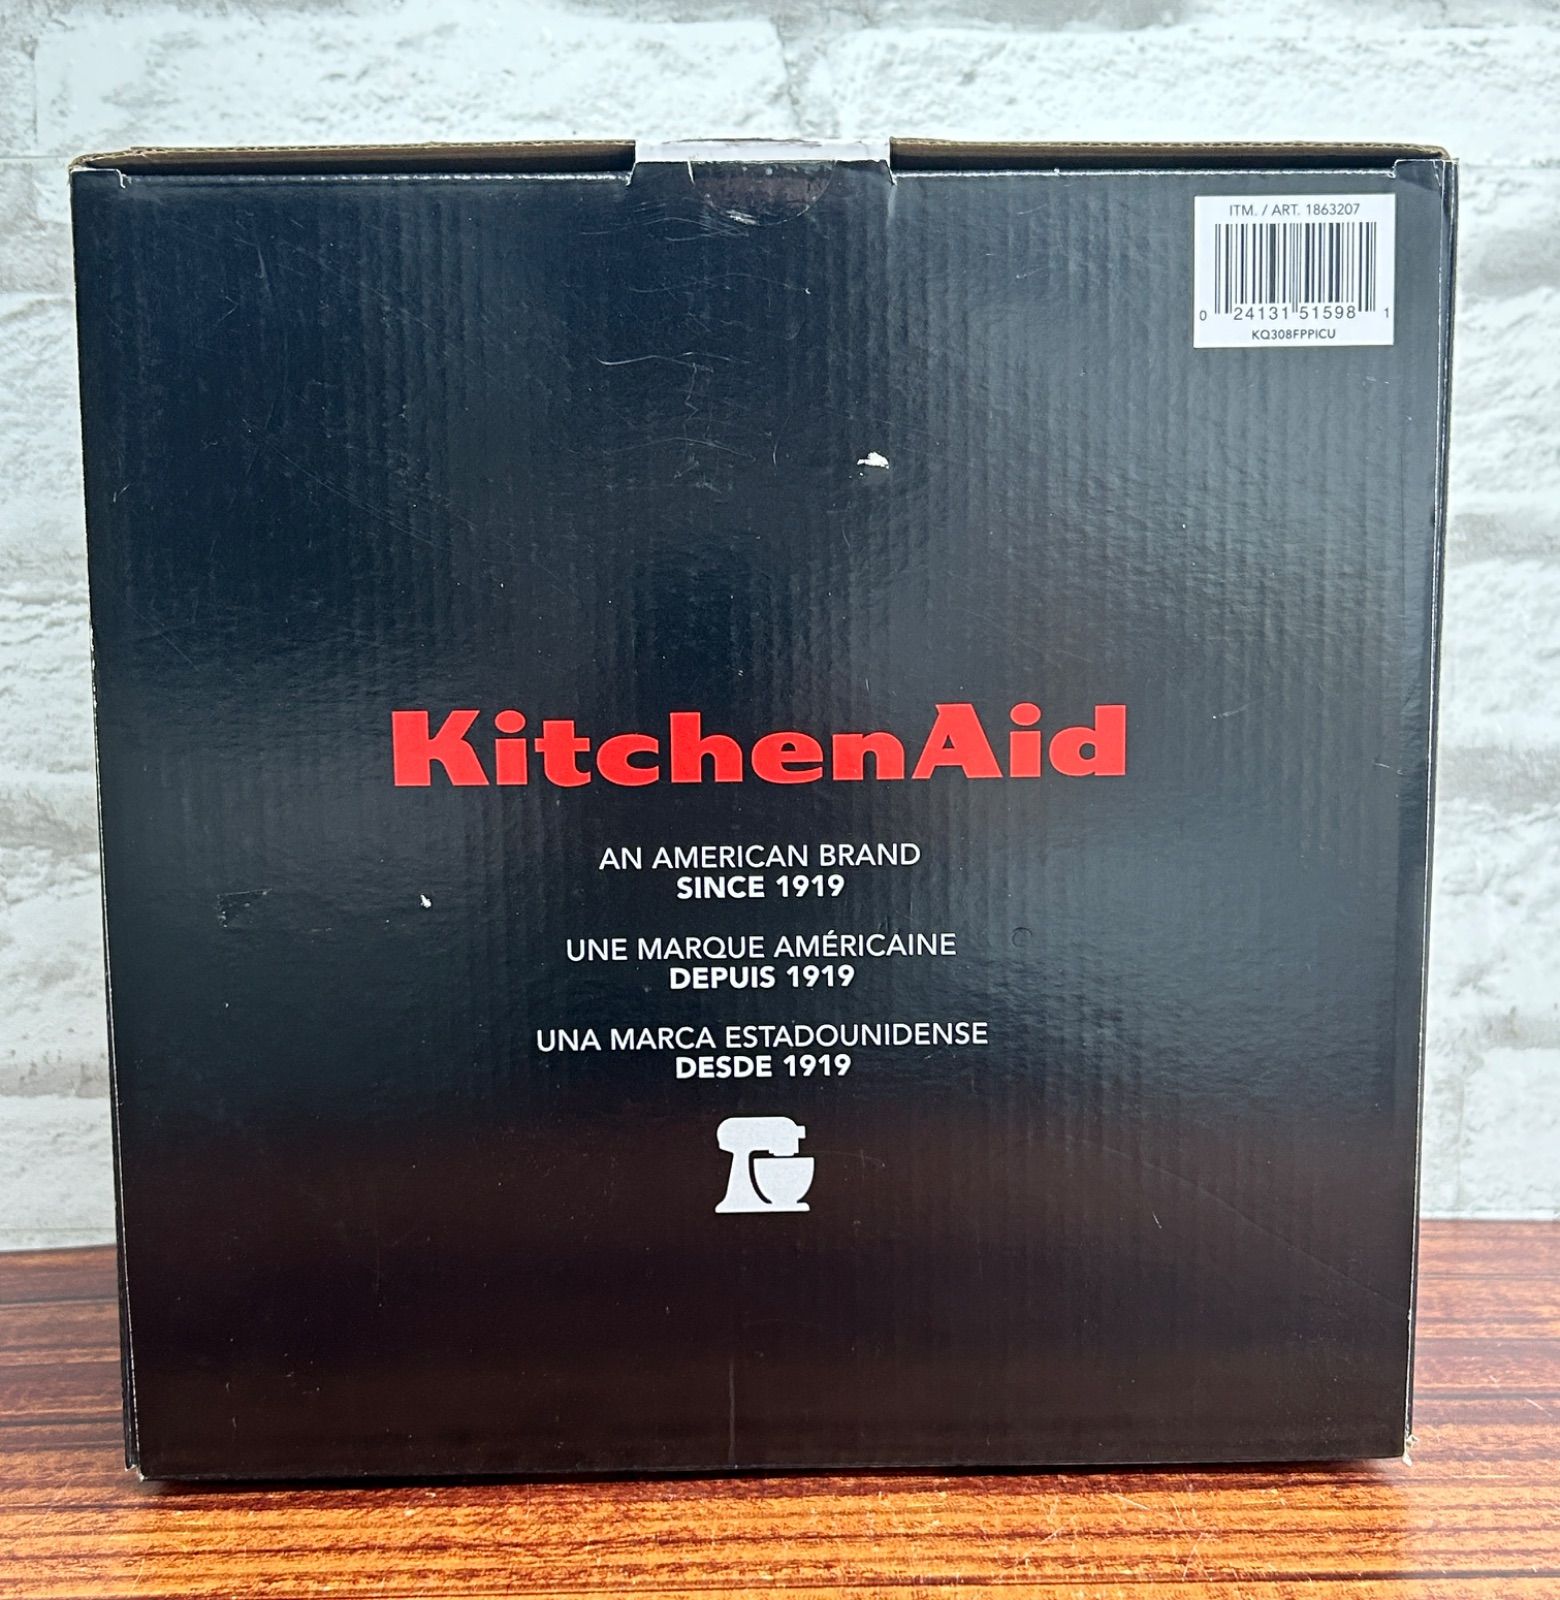 ITM. / ART. 1863207
0 24131 51598 1
KQ308FPPICU
KitchenAid
AN AMERICAN BRAND
SINCE 1919
UNE MARQUE AMÉRICAINE
DEPUIS 1919
UNA MARCA ESTADOUNIDENSE
DESDE 1919